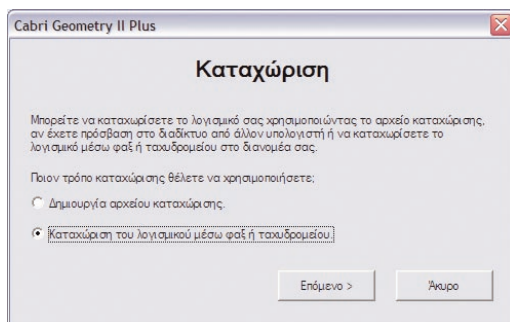 Cabri Geometry II Plus
Καταχώριση
Μπορείτε να καταχωρίσετε το λογισμικό σας χρησιμοποιώντας το αρχείο καταχώρισης,
αν έχετε πρόσβαση στο διαδίκτυο από άλλον υπολογιστή ή να καταχωρίσετε το
λογισμικό μέσω φαξ ή ταχυδρομείου στο διανομέα σας.
Ποιον τρόπο καταχώρισης θέλετε να χρησιμοποιήσετε;
Δημιουργία αρχείου καταχώρισης.
Καταχώριση του λογισμικού μέσω φαξ ή ταχυδρομείου.
Επόμενο > Άκυρο